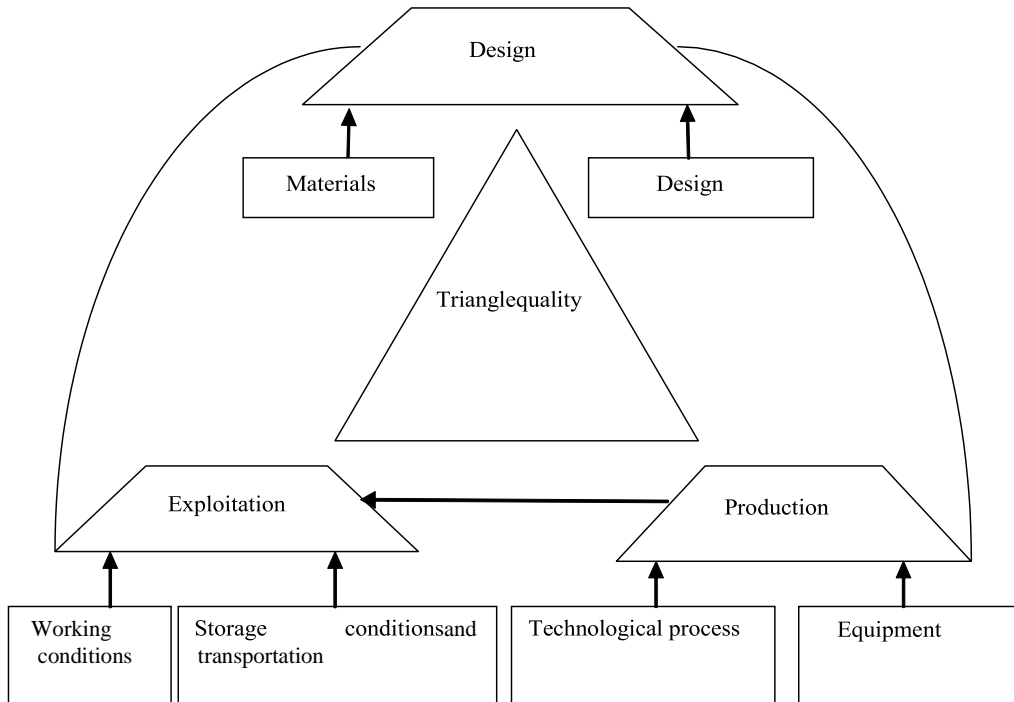 Design
Materials
Design
Trianglequality
Exploitation
Production
Working
conditions
Storage conditionsand
transportation
Technological process
Equipment